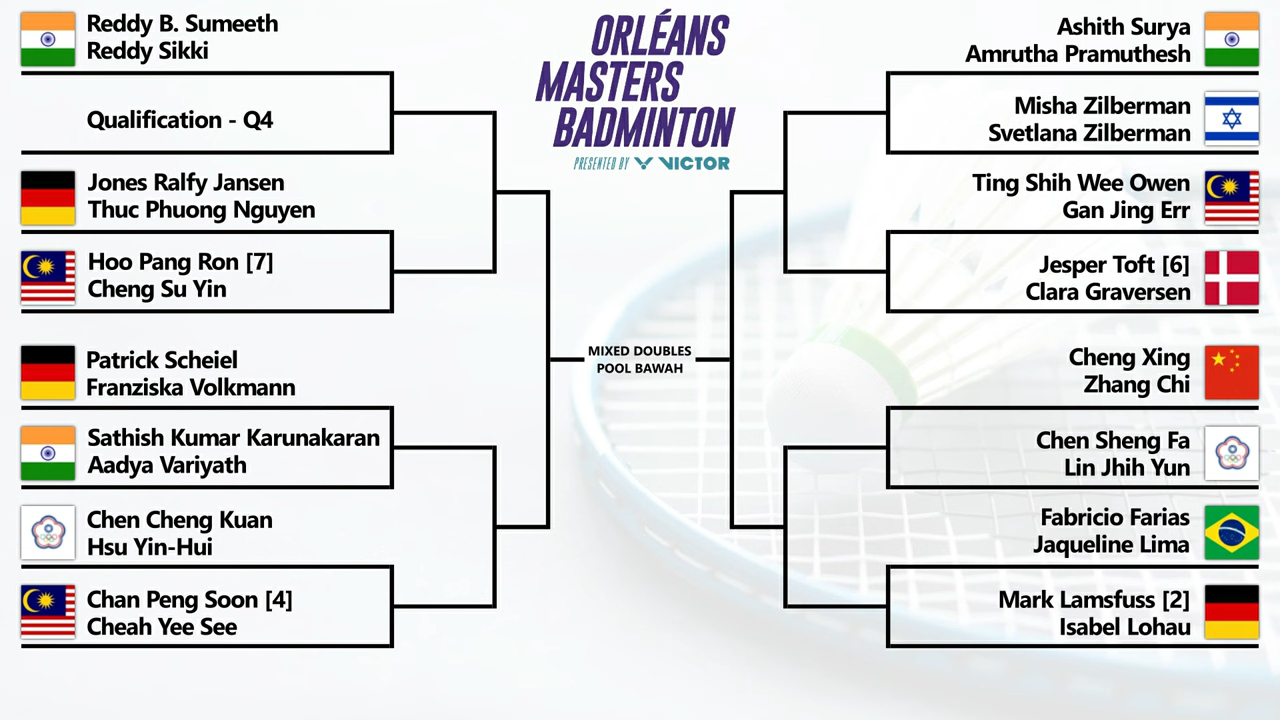 Reddy B. Sumeeth
Reddy Sikki
Qualification - Q4
Jones Ralfy Jansen
Thuc Phuong Nguyen
Hoo Pang Ron [7]
Cheng Su Yin
Patrick Scheiel
Franziska Volkmann
Sathish Kumar Karunakaran
Aadya Variyath
Chen Cheng Kuan
Hsu Yin-Hui
Chan Peng Soon [4]
Cheah Yee See
ORLÉANS
MASTERS
BADMINTON
PRESENTED BY VICTOR
MIXED DOUBLES
POOL BAWAH
Ashith Surya
Amrutha Pramuthesh
Misha Zilberman
Svetlana Zilberman
Ting Shih Wee Owen
Gan Jing Err
Jesper Toft [6]
Clara Graversen
Cheng Xing
Zhang Chi
Chen Sheng Fa
Lin Jhih Yun
Fabricio Farias
Jaqueline Lima
Mark Lamsfuss [2]
Isabel Lohau